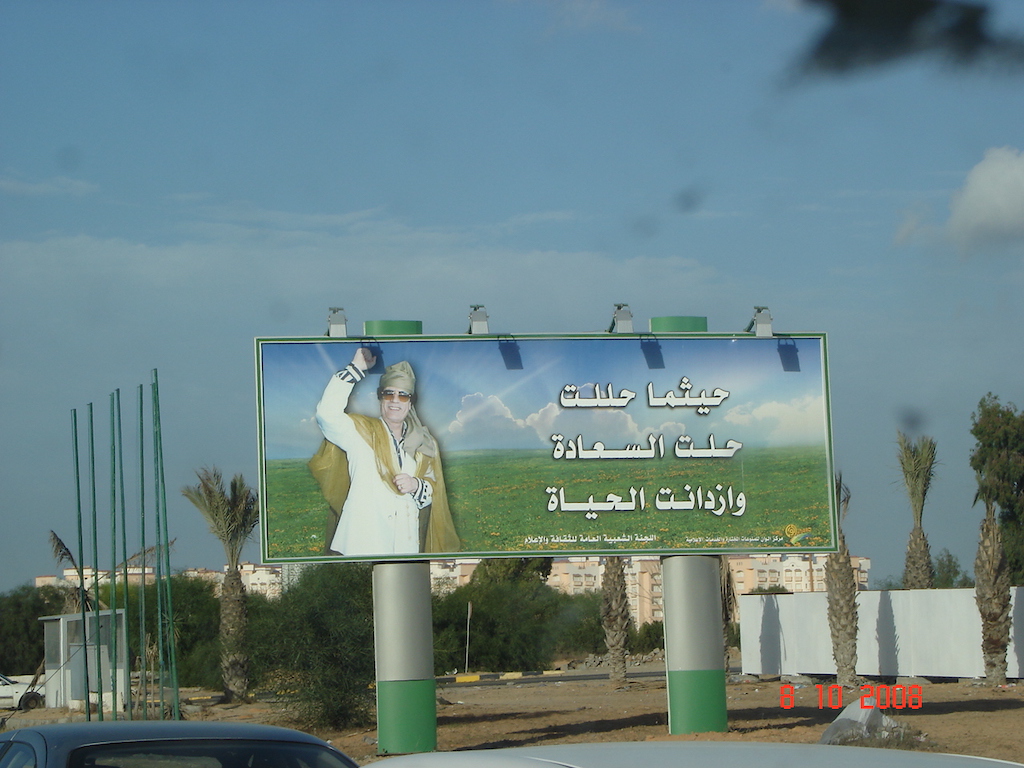 حيثما حللت
حلت السعادة
وازدانت الحياة
اللجنة الشعبية العامة للثقافة والإعلام
8 10 2008